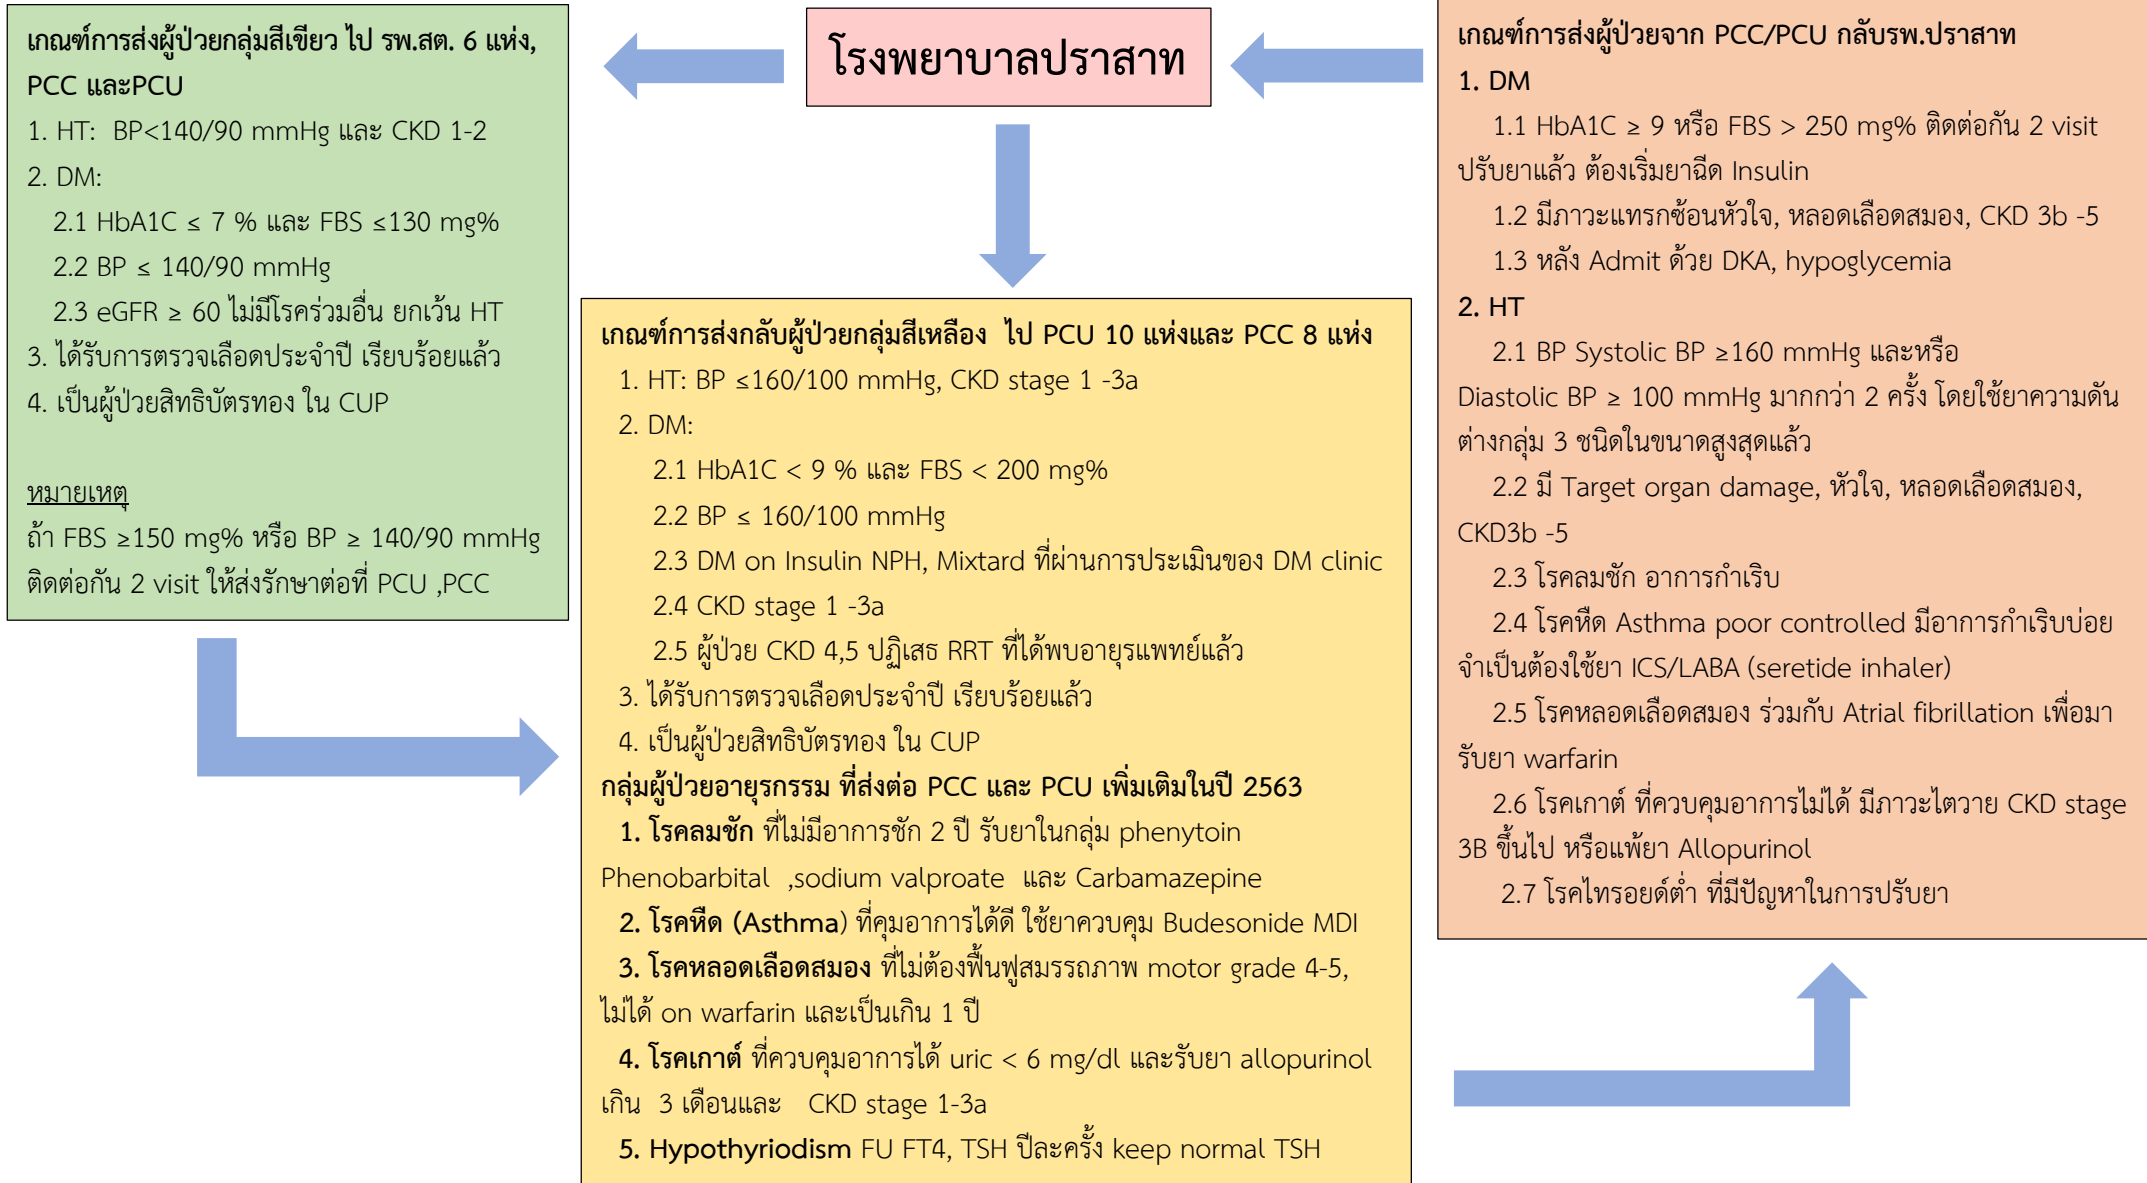 เกณฑ์การส่งผู้ป่วยกลุ่มสีเขียว ไป รพ.สต. 6 แห่ง,
PCC และPCU
1. HT: BP<140/90 mmHg และ CKD 1-2
2. DM:
2.1 HbA1C ≤ 7 % และ FBS ≤130 mg%
2.2 BP ≤ 140/90 mmHg
2.3 eGFR ≥ 60 ไม่มีโรคร่วมอื่น ยกเว้น HT
3. ได้รับการตรวจเลือดประจำปี เรียบร้อยแล้ว
4. เป็นผู้ป่วยสิทธิบัตรทอง ใน CUP
หมายเหตุ
ถ้า FBS ≥150 mg% หรือ BP ≥ 140/90 mmHg
ติดต่อกัน 2 visit ให้ส่งรักษาต่อที่ PCU ,PCC
โรงพยาบาลปราสาท
เกณฑ์การส่งกลับผู้ป่วยกลุ่มสีเหลือง ไป PCU 10 แห่งและ PCC 8 แห่ง
1. HT: BP ≤160/100 mmHg, CKD stage 1 -3a
2. DM:
2.1 HbA1C < 9 % และ FBS < 200 mg%
2.2 BP ≤ 160/100 mmHg
2.3 DM on Insulin NPH, Mixtard ที่ผ่านการประเมินของ DM clinic
2.4 CKD stage 1 -3a
2.5 ผู้ป่วย CKD 4,5 ปฏิเสธ RRT ที่ได้พบอายุรแพทย์แล้ว
3. ได้รับการตรวจเลือดประจำปี เรียบร้อยแล้ว
4. เป็นผู้ป่วยสิทธิบัตรทอง ใน CUP
กลุ่มผู้ป่วยอายุรกรรม ที่ส่งต่อ PCC และ PCU เพิ่มเติมในปี 2563
1. โรคลมชัก ที่ไม่มีอาการชัก 2 ปี รับยาในกลุ่ม phenytoin
Phenobarbital ,sodium valproate และ Carbamazepine
2. โรคหืด (Asthma) ที่คุมอาการได้ดี ใช้ยาควบคุม Budesonide MDI
3. โรคหลอดเลือดสมอง ที่ไม่ต้องฟื้นฟูสมรรถภาพ motor grade 4-5,
ไม่ได้ on warfarin และเป็นเกิน 1 ปี
4. โรคเกาต์ ที่ควบคุมอาการได้ uric < 6 mg/dl และรับยา allopurinol
เกิน 3 เดือนและ CKD stage 1-3a
5. Hypothyriodism FU FT4, TSH ปีละครั้ง keep normal TSH
เกณฑ์การส่งผู้ป่วยจาก PCC/PCU กลับรพ.ปราสาท
1. DM
1.1 HbA1C ≥ 9 หรือ FBS > 250 mg% ติดต่อกัน 2 visit
ปรับยาแล้ว ต้องเริ่มยาฉีด Insulin
1.2 มีภาวะแทรกซ้อนหัวใจ, หลอดเลือดสมอง, CKD 3b -5
1.3 หลัง Admit ด้วย DKA, hypoglycemia
2. HT
2.1 BP Systolic BP ≥160 mmHg และหรือ
Diastolic BP ≥ 100 mmHg มากกว่า 2 ครั้ง โดยใช้ยาความดัน
ต่างกลุ่ม 3 ชนิดในขนาดสูงสุดแล้ว
2.2 มี Target organ damage, หัวใจ, หลอดเลือดสมอง,
CKD3b -5
2.3 โรคลมชัก อาการกำเริบ
2.4 โรคหืด Asthma poor controlled มีอาการกำเริบบ่อย
จำเป็นต้องใช้ยา ICS/LABA (seretide inhaler)
2.5 โรคหลอดเลือดสมอง ร่วมกับ Atrial fibrillation เพื่อมา
รับยา warfarin
2.6 โรคเกาต์ ที่ควบคุมอาการไม่ได้ มีภาวะไตวาย CKD stage
3B ขึ้นไป หรือแพ้ยา Allopurinol
2.7 โรคไทรอยด์ต่ำ ที่มีปัญหาในการปรับยา